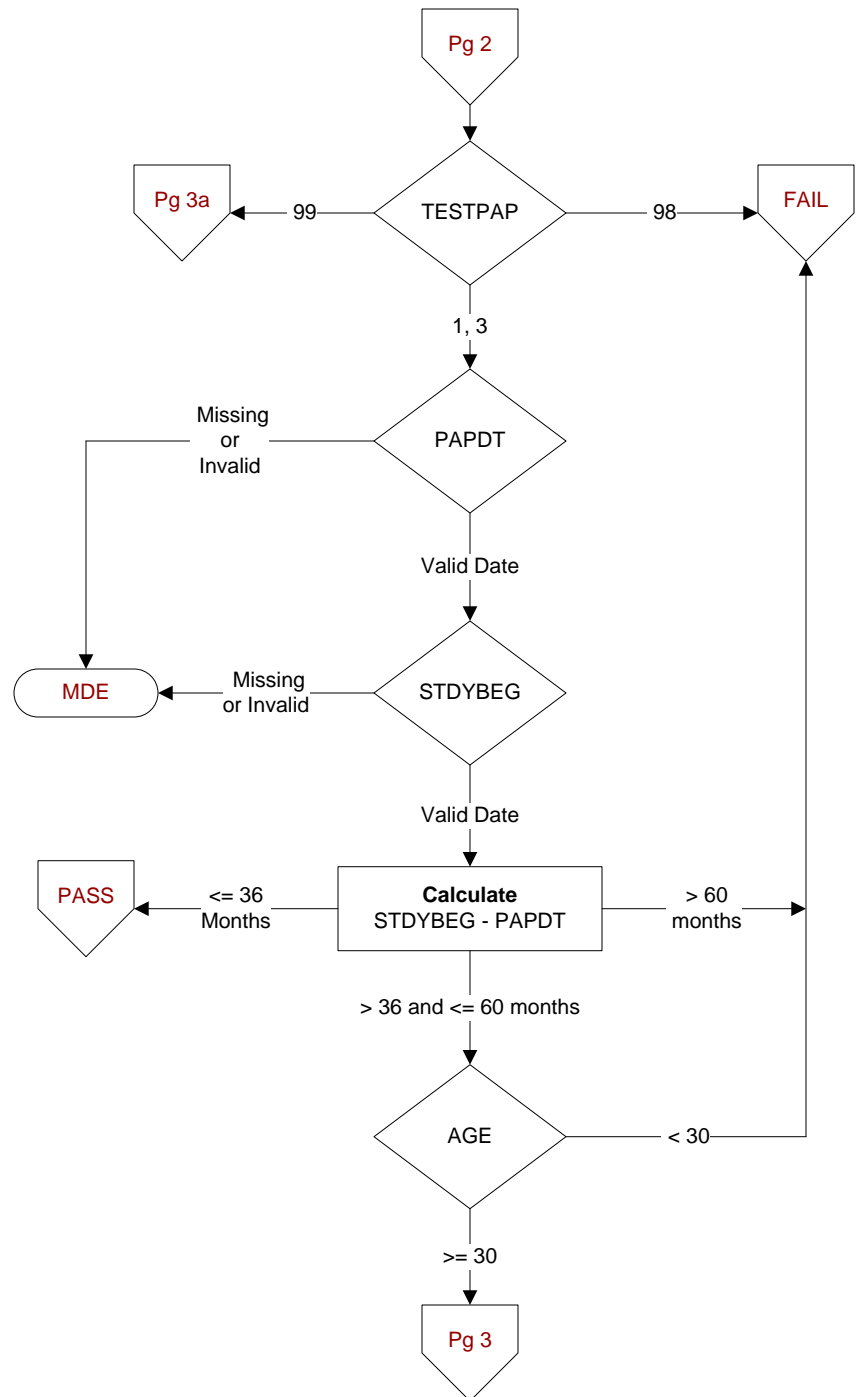 Pg 2
Pg 3a
99
TESTPAP
98
FAIL
1, 3
Missing
or
Invalid
PAPDT
Valid Date
MDE
Missing
or Invalid
STDYBEG
Valid Date
PASS
<= 36
Months
Calculate
STDYBEG - PAPDT
> 60
months
> 36 and <= 60 months
AGE
< 30
>= 30
Pg 3